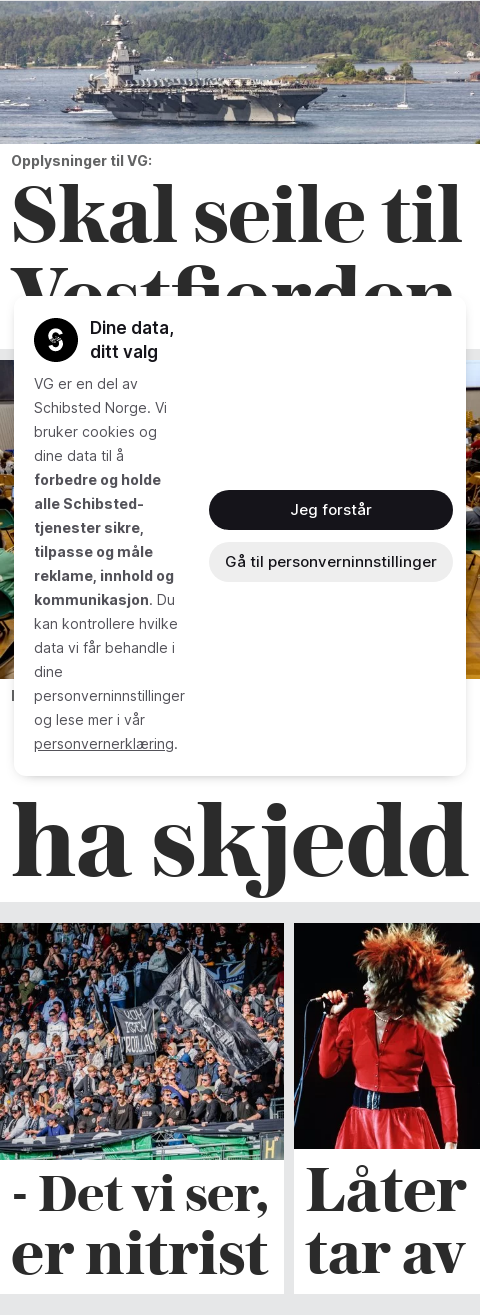 Opplysninger til VG:
Skal seile til
Vestfjorden
Dine data,
ditt valg
VG er en del av
Schibsted Norge. Vi
bruker cookies og
dine data til å
forbedre og holde
alle Schibsted-
tjenester sikre,
tilpasse og måle
reklame, innhold og
kommunikasjon. Du
kan kontrollere hvilke
data vi får behandle i
dine
personverninnstillinger
og lese mer i vår
personvernerklæring.
Jeg forstår
Gå til personverninnstillinger
ha skjedd
- Det vi ser,
er nitrist
Låter
tar av